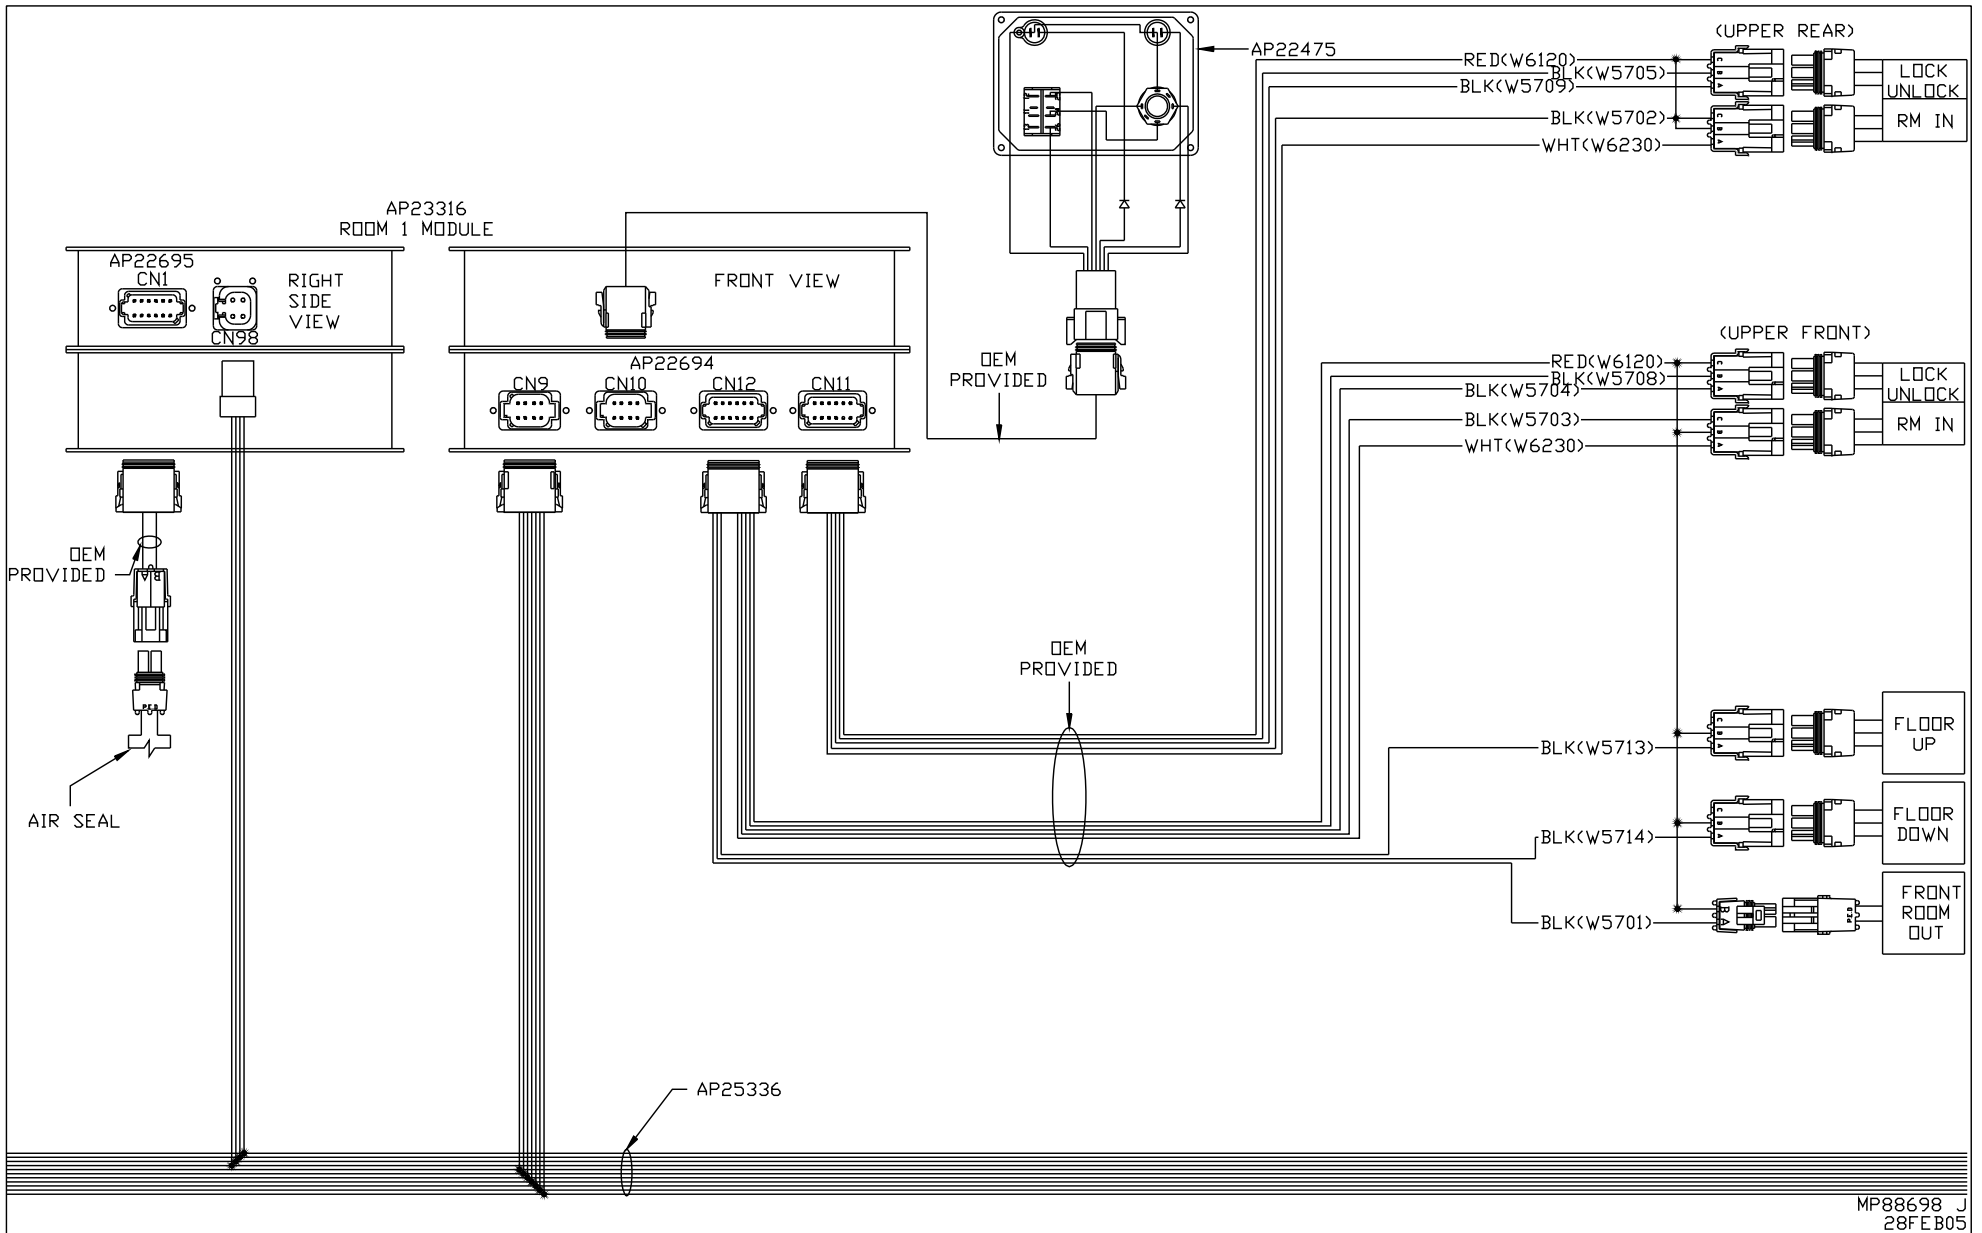 (UPPER REAR)
AP22475
RED(W6120)
BLK(W5705)
BLK(W5709)
BLK(W5702)
WHT(W6230)
C
B
A
C
B
A
LOCK
UNLOCK
RM IN
AP23316
ROOM 1 MODULE
AP22695
CN1
CN98
RIGHT
SIDE
VIEW
FRONT VIEW
AP22694
CN9
CN10
CN12
CN11
OEM
PROVIDED
(UPPER FRONT)
RED(W6120)
BLK(W5708)
BLK(W5704)
BLK(W5703)
WHT(W6230)
C
B
A
C
B
A
LOCK
UNLOCK
RM IN
OEM
PROVIDED
A B
P.E.D
AIR SEAL
OEM
PROVIDED
BLK(W5713)
C
B
A
FLOOR
UP
BLK(W5714)
C
B
A
FLOOR
DOWN
BLK(W5701)
B
A
P.E.D
FRONT
ROOM
OUT
AP25336
MP88698 J
28FEB05